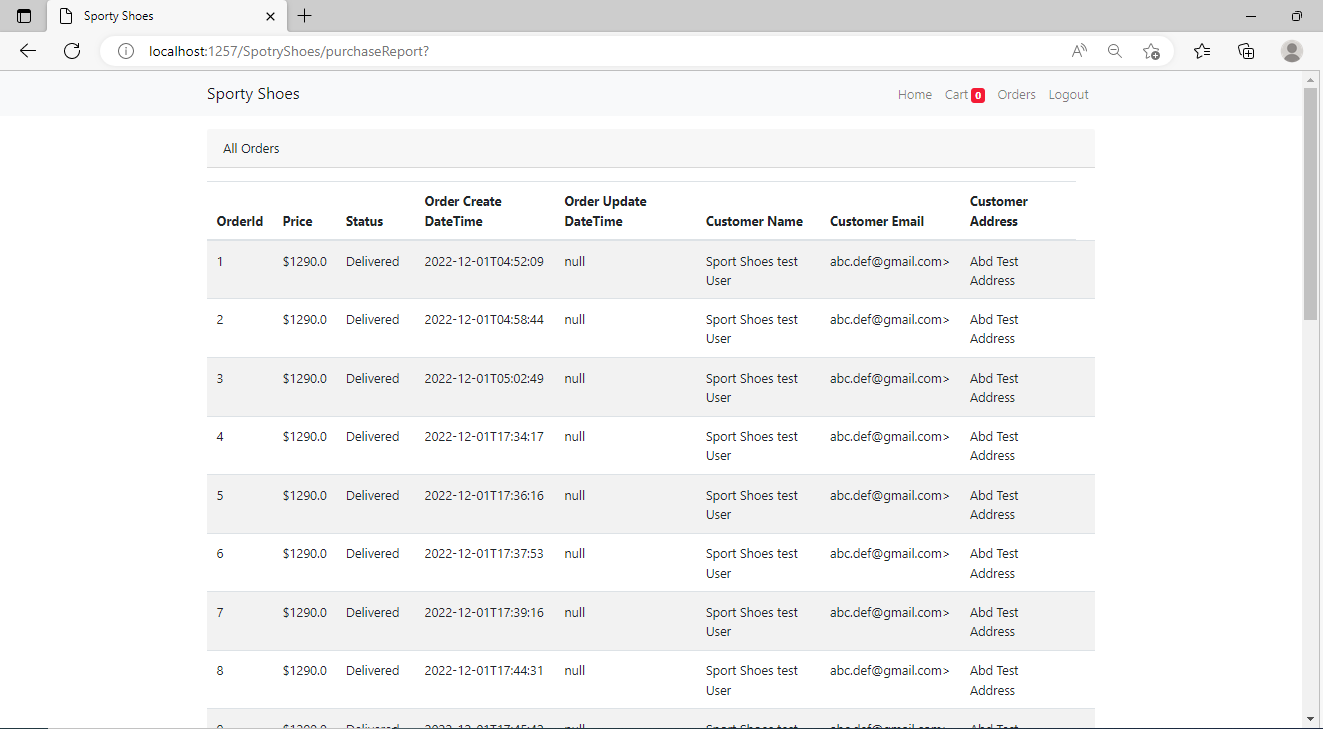 Sporty Shoes
localhost:1257/SpotryShoes/purchaseReport?
Sporty Shoes
Home Cart 0 Orders Logout
All Orders
OrderId Price Status Order Create DateTime Order Update DateTime Customer Name Customer Email Customer Address
1 $1290.0 Delivered 2022-12-01T04:52:09 null Sport Shoes test User abc.def@gmail.com> Abd Test Address
2 $1290.0 Delivered 2022-12-01T04:58:44 null Sport Shoes test User abc.def@gmail.com> Abd Test Address
3 $1290.0 Delivered 2022-12-01T05:02:49 null Sport Shoes test User abc.def@gmail.com> Abd Test Address
4 $1290.0 Delivered 2022-12-01T17:34:17 null Sport Shoes test User abc.def@gmail.com> Abd Test Address
5 $1290.0 Delivered 2022-12-01T17:36:16 null Sport Shoes test User abc.def@gmail.com> Abd Test Address
6 $1290.0 Delivered 2022-12-01T17:37:53 null Sport Shoes test User abc.def@gmail.com> Abd Test Address
7 $1290.0 Delivered 2022-12-01T17:39:16 null Sport Shoes test User abc.def@gmail.com> Abd Test Address
8 $1290.0 Delivered 2022-12-01T17:44:31 null Sport Shoes test User abc.def@gmail.com> Abd Test Address